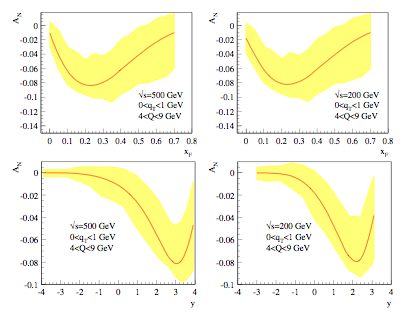 A_N
A_N
0
0
-0.02
-0.02
-0.04
-0.04
-0.06
-0.06
-0.08
-0.08
-0.1
-0.1
-0.12
-0.12
-0.14
-0.14
√s=500 GeV
√s=200 GeV
0<q_T<1 GeV
0<q_T<1 GeV
4<Q<9 GeV
4<Q<9 GeV
0 0.1 0.2 0.3 0.4 0.5 0.6 0.7 0.8
0 0.1 0.2 0.3 0.4 0.5 0.6 0.7 0.8
x_F
x_F
A_N
A_N
0
0
-0.02
-0.02
-0.04
-0.04
-0.06
-0.06
-0.08
-0.08
-0.1
-0.1
√s=500 GeV
√s=200 GeV
0<q_T<1 GeV
0<q_T<1 GeV
4<Q<9 GeV
4<Q<9 GeV
-4 -3 -2 -1 0 1 2 3 4
-4 -3 -2 -1 0 1 2 3 4
y
y